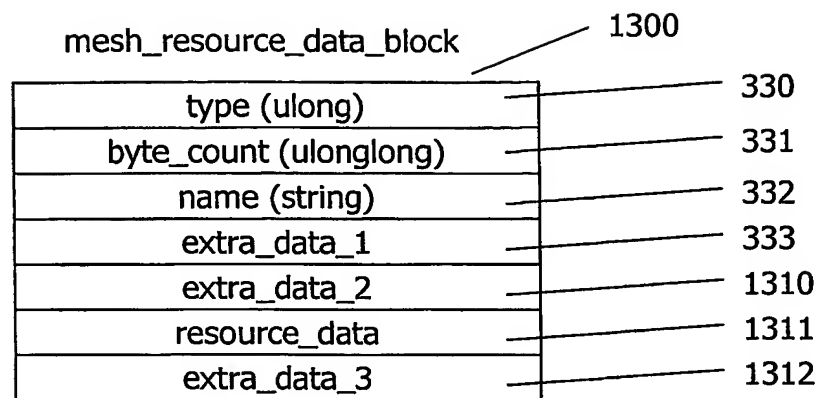 mesh_resource_data_block 1300
type (ulong) 330
byte_count (ulonglong) 331
name (string) 332
extra_data_1 333
extra_data_2 1310
resource_data 1311
extra_data_3 1312